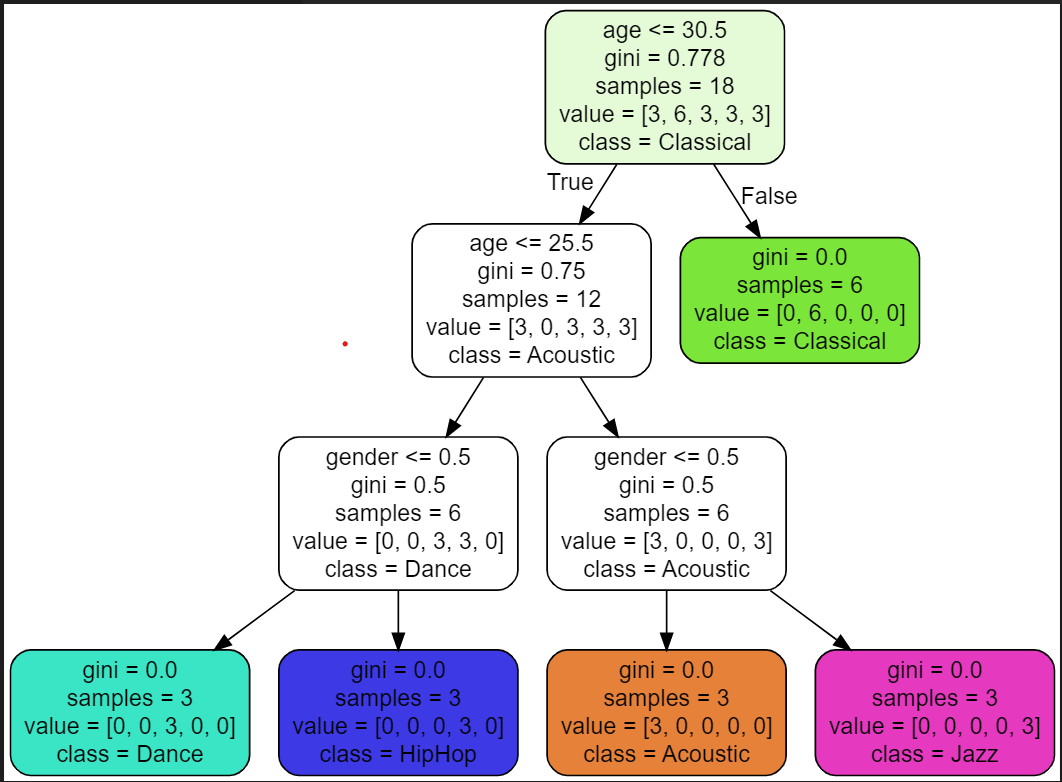 age <= 30.5
gini = 0.778
samples = 18
value = [3, 6, 3, 3, 3]
class = Classical
True
False
age <= 25.5
gini = 0.75
samples = 12
value = [3, 0, 3, 3, 3]
class = Acoustic
gini = 0.0
samples = 6
value = [0, 6, 0, 0, 0]
class = Classical
gender <= 0.5
gini = 0.5
samples = 6
value = [0, 0, 3, 3, 0]
class = Dance
gender <= 0.5
gini = 0.5
samples = 6
value = [3, 0, 0, 0, 3]
class = Acoustic
gini = 0.0
samples = 3
value = [0, 0, 3, 0, 0]
class = Dance
gini = 0.0
samples = 3
value = [0, 0, 0, 3, 0]
class = HipHop
gini = 0.0
samples = 3
value = [3, 0, 0, 0, 0]
class = Acoustic
gini = 0.0
samples = 3
value = [0, 0, 0, 0, 3]
class = Jazz